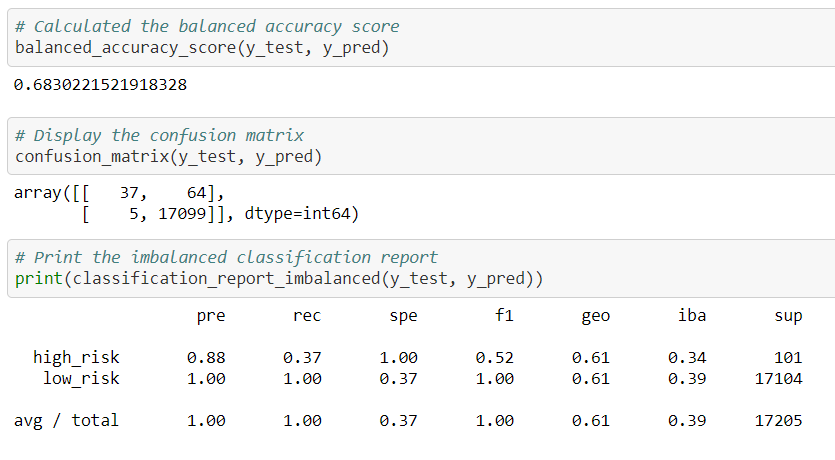 # Calculated the balanced accuracy score
balanced_accuracy_score(y_test, y_pred)
0.6830221521918328
# Display the confusion matrix
confusion_matrix(y_test, y_pred)
array([[   37,    64],
       [    5, 17099]], dtype=int64)
# Print the imbalanced classification report
print(classification_report_imbalanced(y_test, y_pred))
                   pre       rec       spe        f1       geo       iba       sup
  high_risk       0.88      0.37      1.00      0.52      0.61      0.34       101
   low_risk       1.00      1.00      0.37      1.00      0.61      0.39     17104
avg / total       1.00      1.00      0.37      1.00      0.61      0.39     17205